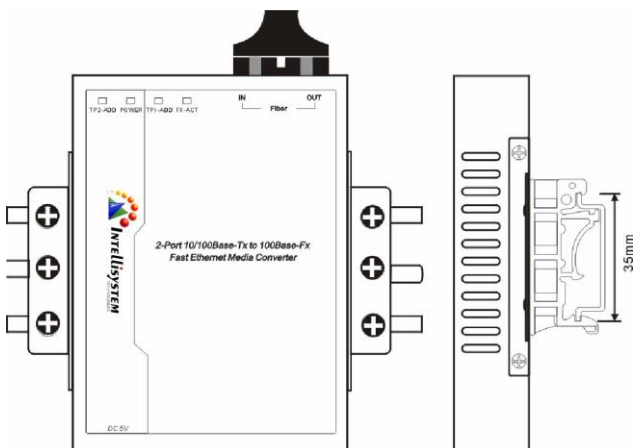 TP2-ADD POWER TP1-ADD FX-ACT
IN OUT
Fiber
INTELLISYSTEM
2-Port 10/100Base-Tx to 100Base-Fx
Fast Ethernet Media Converter
DC 5V
35mm